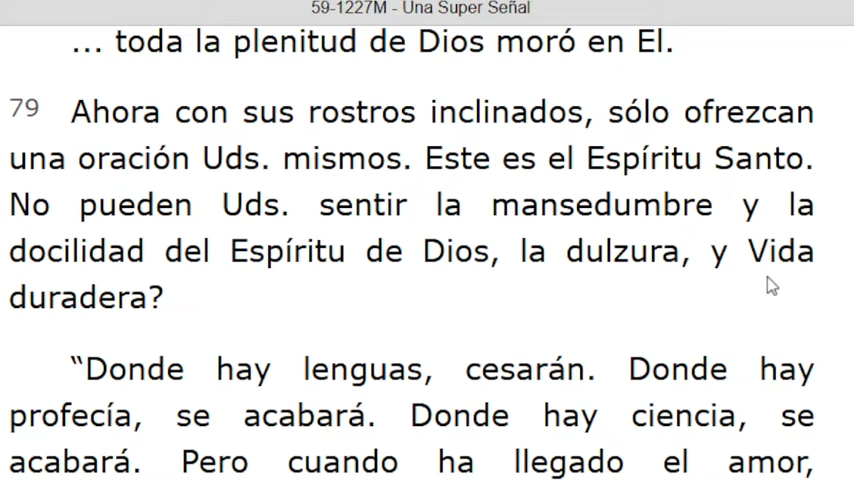 59-1227M - Una Super Señal
... toda la plenitud de Dios moró en El.
79 Ahora con sus rostros inclinados, sólo ofrezcan
una oración Uds. mismos. Este es el Espíritu Santo.
No pueden Uds. sentir la mansedumbre y la
docilidad del Espíritu de Dios, la dulzura, y Vida
duradera?
“Donde hay lenguas, cesarán. Donde hay
profecía, se acabará. Donde hay ciencia, se
acabará. Pero cuando ha llegado el amor,